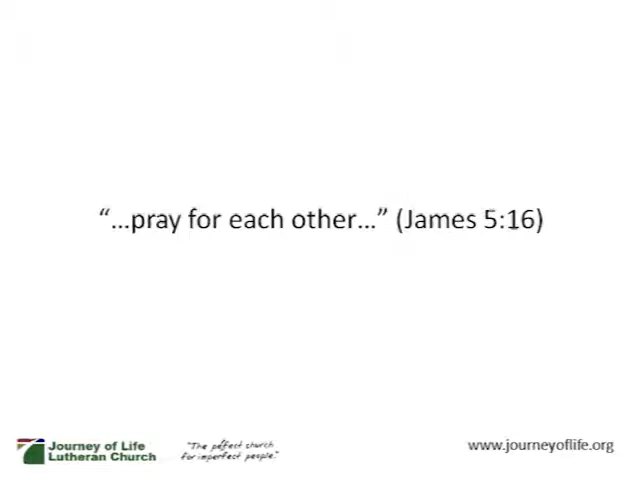 “...pray for each other...” (James 5:16)
Journey of Life
Lutheran Church
"The perfect church
for imperfect people."
www.journeyoflife.org